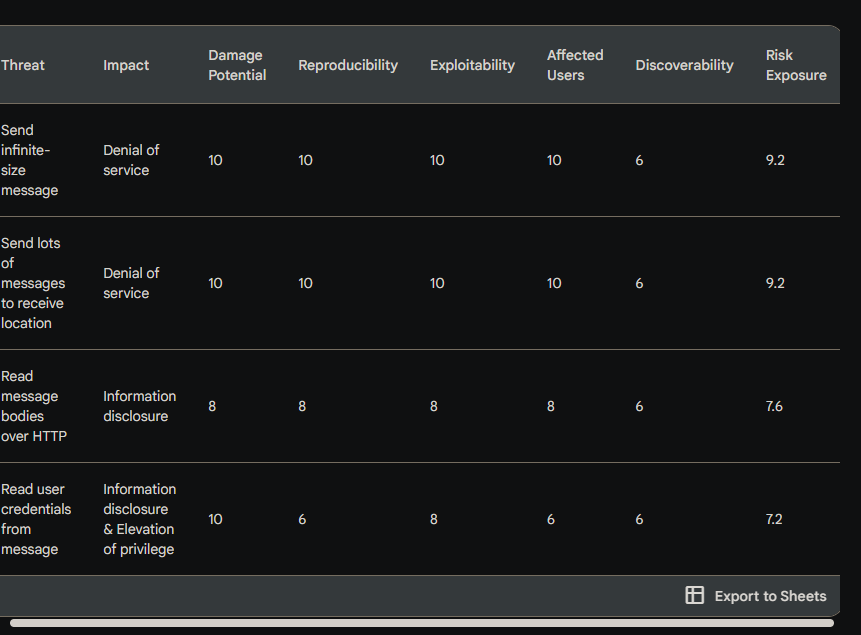 Threat Impact Damage Potential Reproducibility Exploitability Affected Users Discoverability Risk Exposure
Send infinite-size message Denial of service 10 10 10 10 6 9.2
Send lots of messages to receive location Denial of service 10 10 10 10 6 9.2
Read message bodies over HTTP Information disclosure 8 8 8 8 6 7.6
Read user credentials from message Information disclosure & Elevation of privilege 10 6 8 6 6 7.2
Export to Sheets